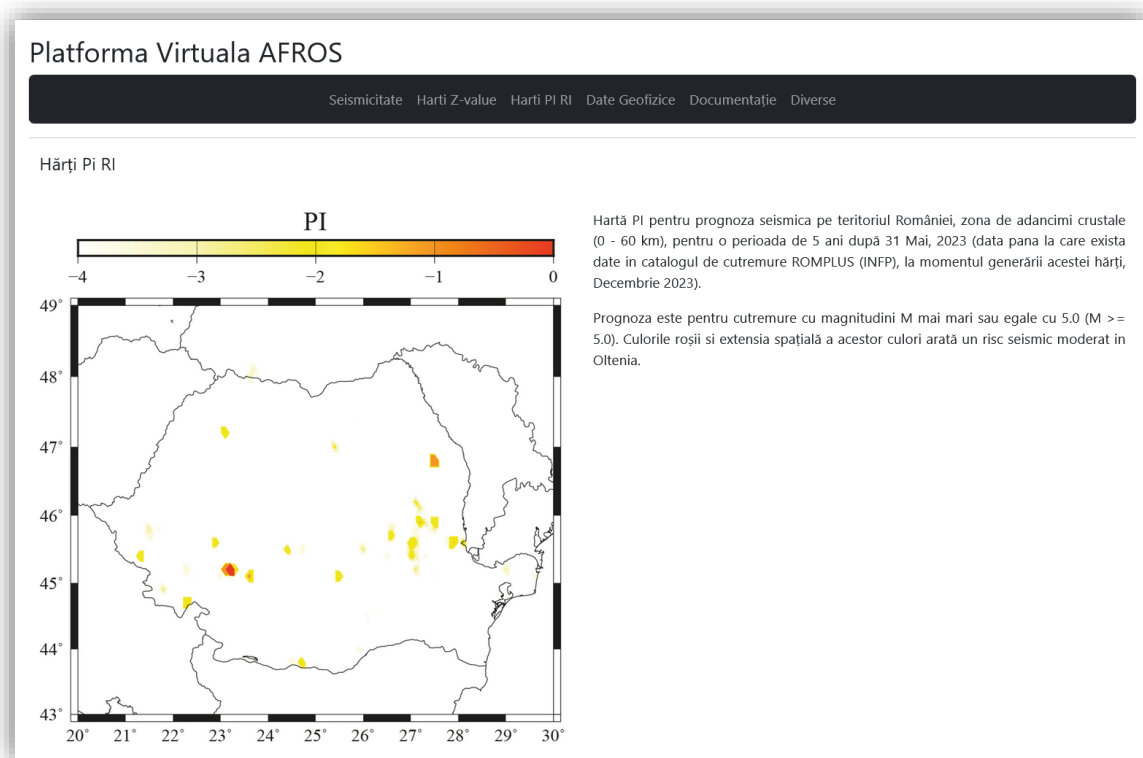 Platforma Virtuala AFROS
Seismicitate Harti Z-value Harti PI RI Date Geofizice Documentație Diverse
Hărți Pi RI
PI
−4 −3 −2 −1 0
49°
48°
47°
46°
45°
44°
43°
20° 21° 22° 23° 24° 25° 26° 27° 28° 29° 30°
Hartă PI pentru prognoza seismica pe teritoriul României, zona de adancimi crustale
(0 - 60 km), pentru o perioada de 5 ani după 31 Mai, 2023 (data pana la care exista
date in catalogul de cutremure ROMPLUS (INFP), la momentul generării acestei hărți,
Decembrie 2023).
Prognoza este pentru cutremure cu magnitudini M mai mari sau egale cu 5.0 (M >=
5.0). Culorile roșii si extensia spațială a acestor culori arată un risc seismic moderat in
Oltenia.